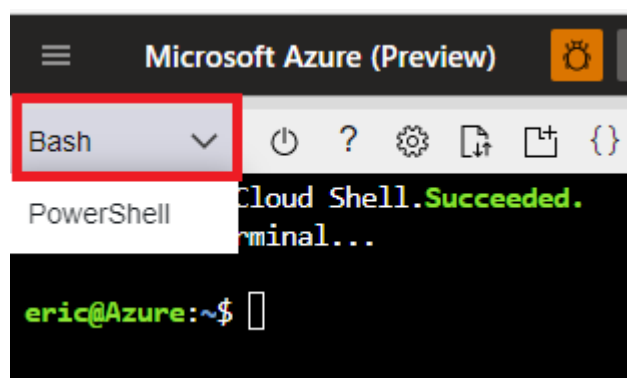 Microsoft Azure (Preview)
Bash
?
{}
PowerShell
Cloud Shell.Succeeded.
rminal...
eric@Azure:~$